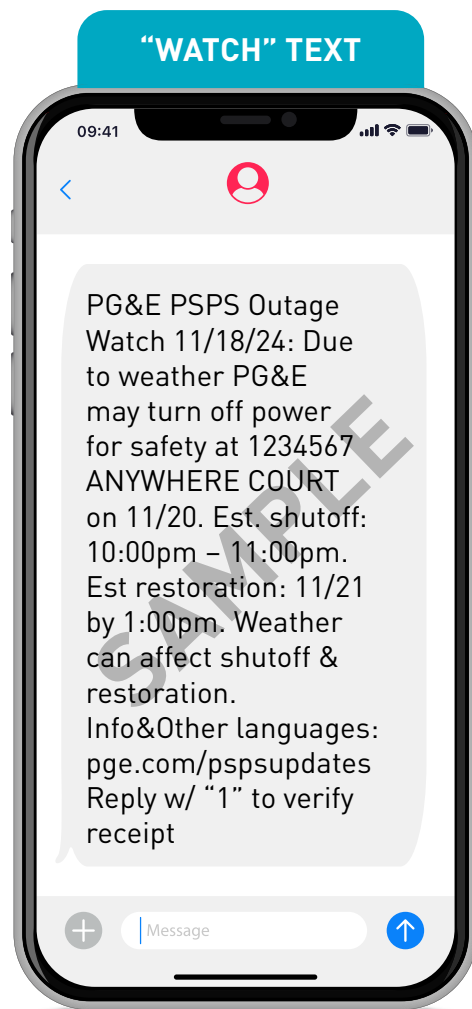 “WATCH” TEXT
09:41
PG&E PSPS Outage
Watch 11/18/24: Due
to weather PG&E
may turn off power
for safety at 1234567
ANYWHERE COURT
on 11/20. Est. shutoff:
10:00pm – 11:00pm.
Est restoration: 11/21
by 1:00pm. Weather
can affect shutoff &
restoration.
Info&Other languages:
pge.com/pspsupdates
Reply w/ “1” to verify
receipt
SAMPLE
Message